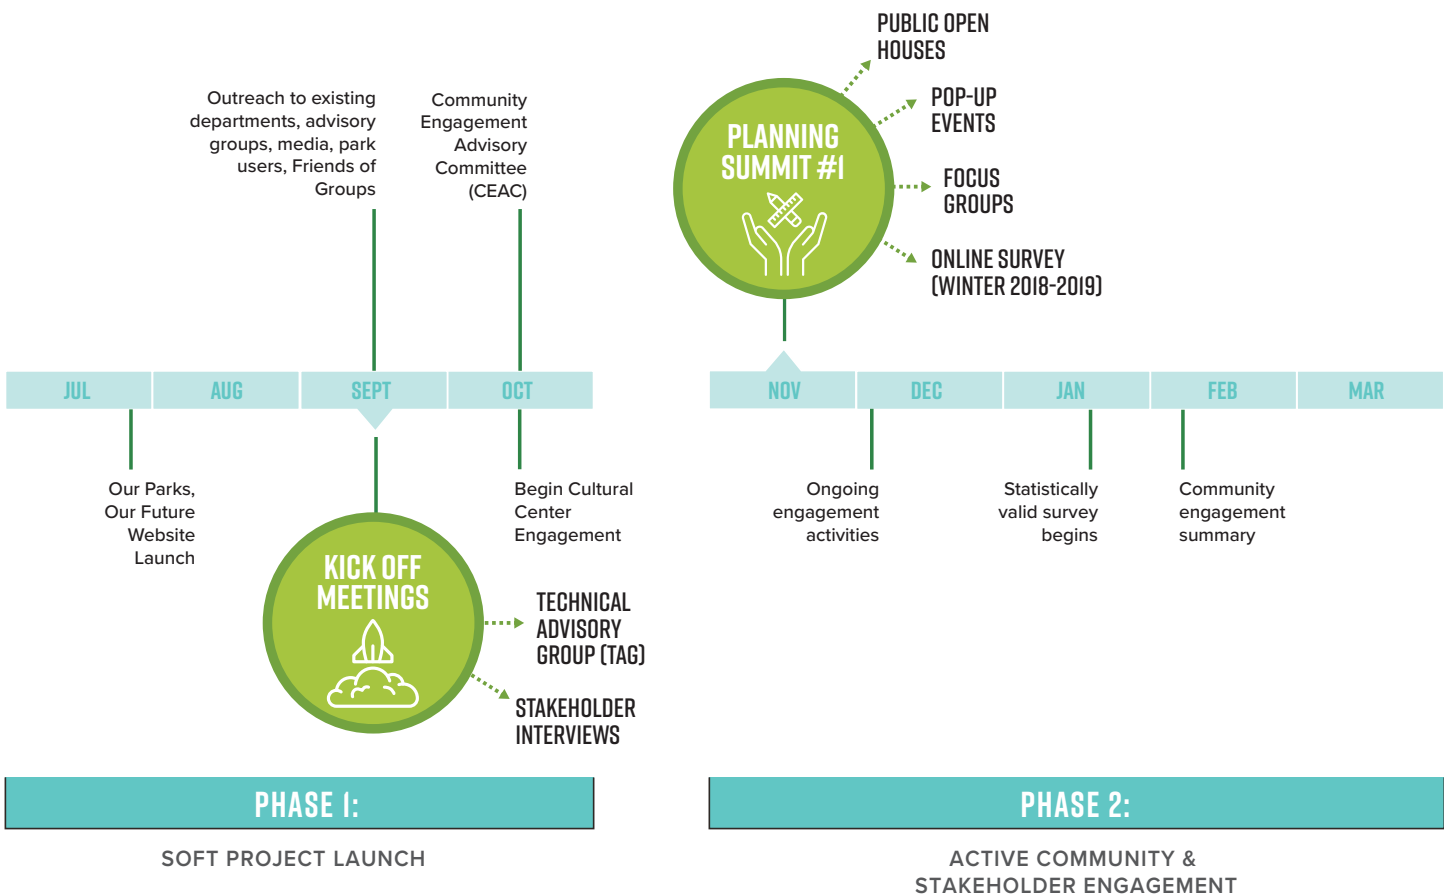 Outreach to existing
departments, advisory
groups, media, park
users, Friends of
Groups
Community
Engagement
Advisory
Committee
(CEAC)
JUL
AUG
SEPT
OCT
Our Parks,
Our Future
Website
Launch
KICK OFF
MEETINGS
TECHNICAL
ADVISORY
GROUP (TAG)
STAKEHOLDER
INTERVIEWS
Begin Cultural
Center
Engagement
PHASE 1:
SOFT PROJECT LAUNCH
PLANNING
SUMMIT #1
PUBLIC OPEN
HOUSES
POP-UP
EVENTS
FOCUS
GROUPS
ONLINE SURVEY
(WINTER 2018-2019)
NOV
DEC
JAN
FEB
MAR
Ongoing
engagement
activities
Statistically
valid survey
begins
Community
engagement
summary
PHASE 2:
ACTIVE COMMUNITY &
STAKEHOLDER ENGAGEMENT